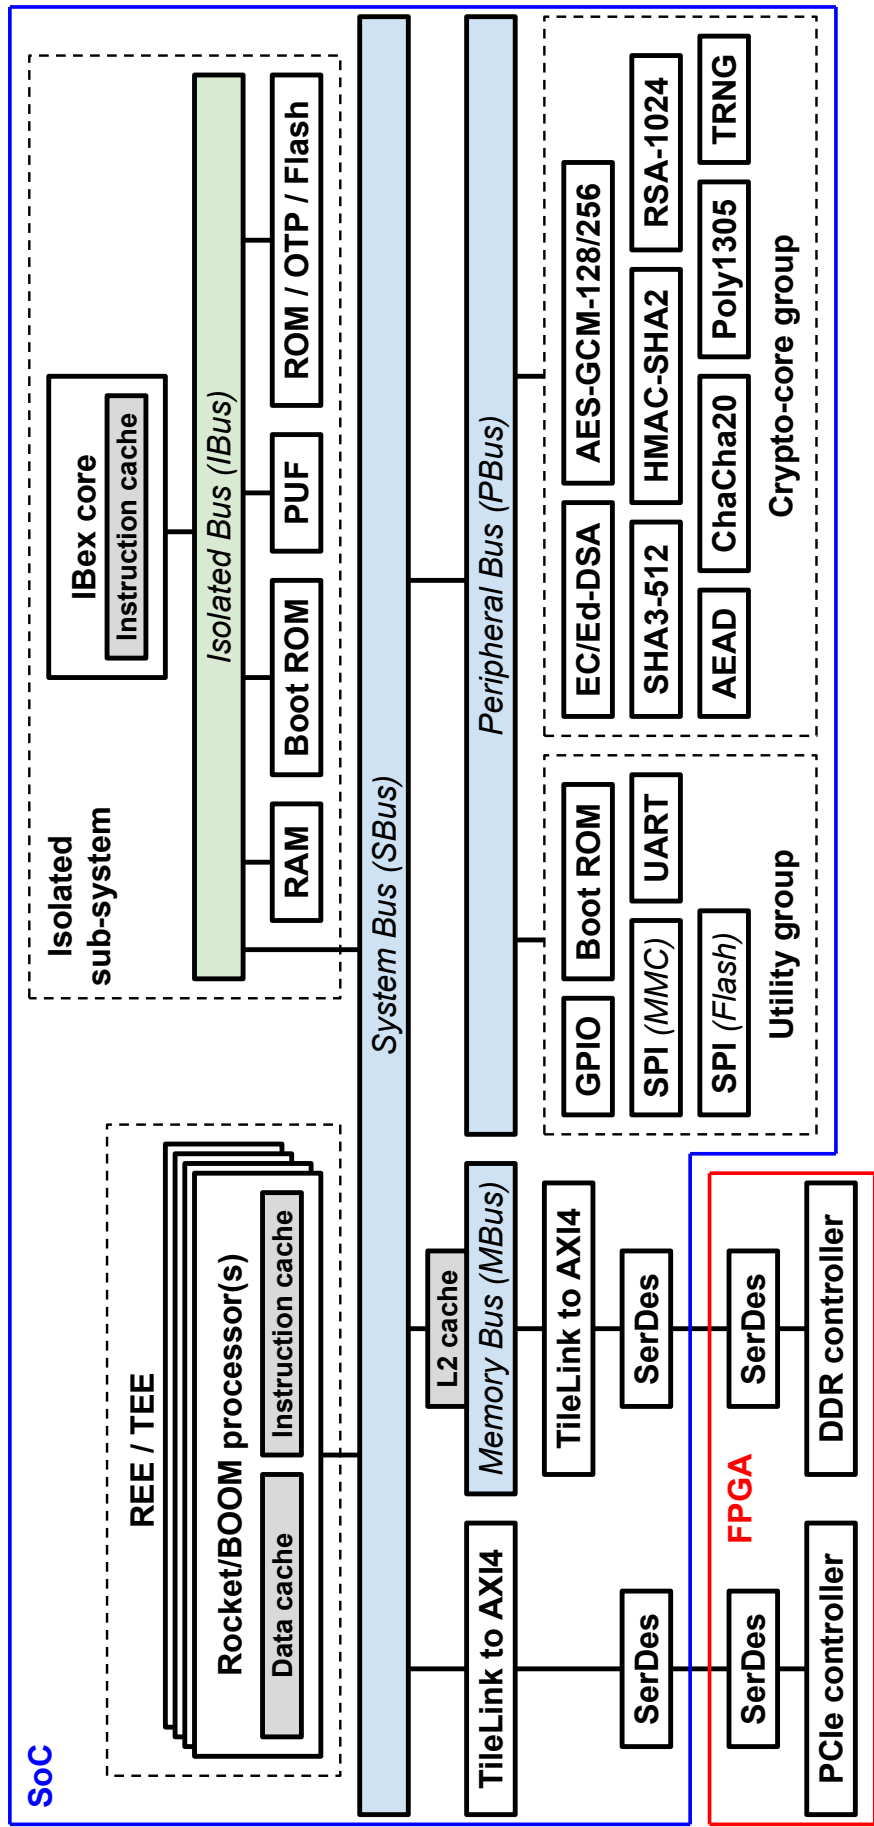 SoC
REE / TEE
Rocket/BOOM processor(s)
Data cache
Instruction cache
Isolated
sub-system
IBex core
Instruction cache
Isolated Bus (IBus)
RAM
Boot ROM
PUF
ROM / OTP / Flash
System Bus (SBus)
TileLink to AXI4
SerDes
L2 cache
Memory Bus (MBus)
TileLink to AXI4
SerDes
Peripheral Bus (PBus)
GPIO
Boot ROM
SPI (MMC)
UART
SPI (Flash)
Utility group
EC/Ed-DSA
AES-GCM-128/256
SHA3-512
HMAC-SHA2
RSA-1024
AEAD
ChaCha20
Poly1305
TRNG
Crypto-core group
FPGA
SerDes
SerDes
PCIe controller
DDR controller